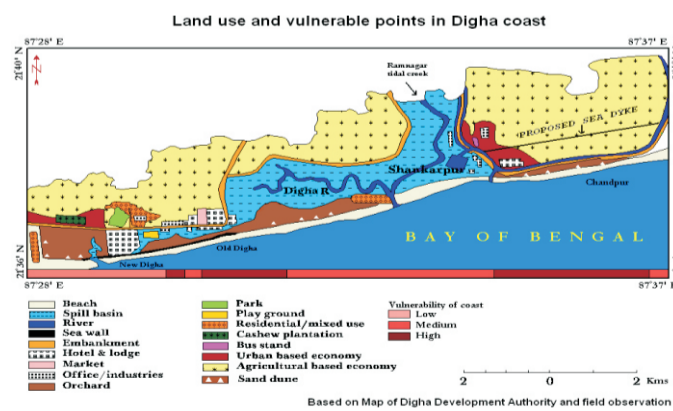 Land use and vulnerable points in Digha coast
87°28' E
87°37' E
21°40' N
N
Ramnagar
tidal creek
PROPOSED SEA DYKE
Shankarpur
Digha R
Chandpur
Old Digha
New Digha
BAY OF BENGAL
21°36' N
87°28' E
87°37' E
Beach
Spill basin
River
Sea wall
Embankment
Hotel & lodge
Market
Office/industries
Orchard
Park
Play ground
Residential/mixed use
Cashew plantation
Bus stand
Urban based economy
Agricultural based economy
Sand dune
Vulnerability of coast
Low
Medium
High
2 0 2 Kms
Based on Map of Digha Development Authority and field observation